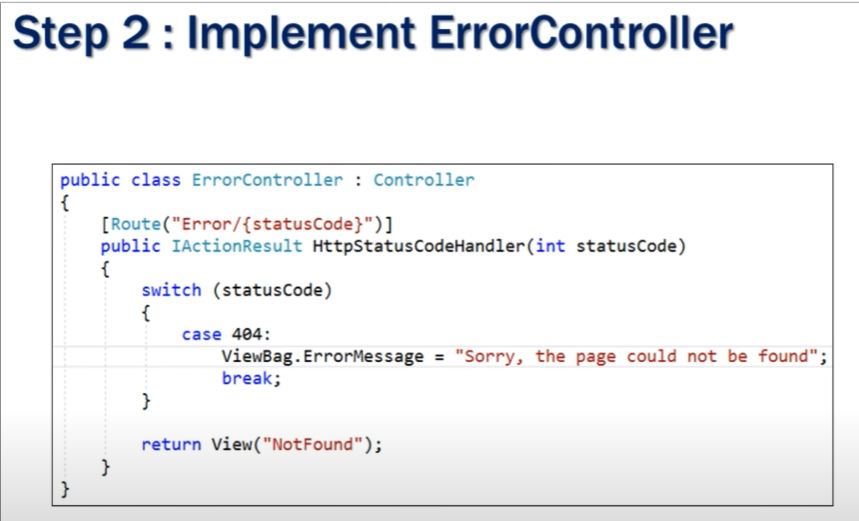 Step 2 : Implement ErrorController
public class ErrorController : Controller
{
[Route("Error/{statusCode}")]
public IActionResult HttpStatusCodeHandler(int statusCode)
{
switch (statusCode)
{
case 404:
ViewBag.ErrorMessage = "Sorry, the page could not be found";
break;
}
return View("NotFound");
}
}